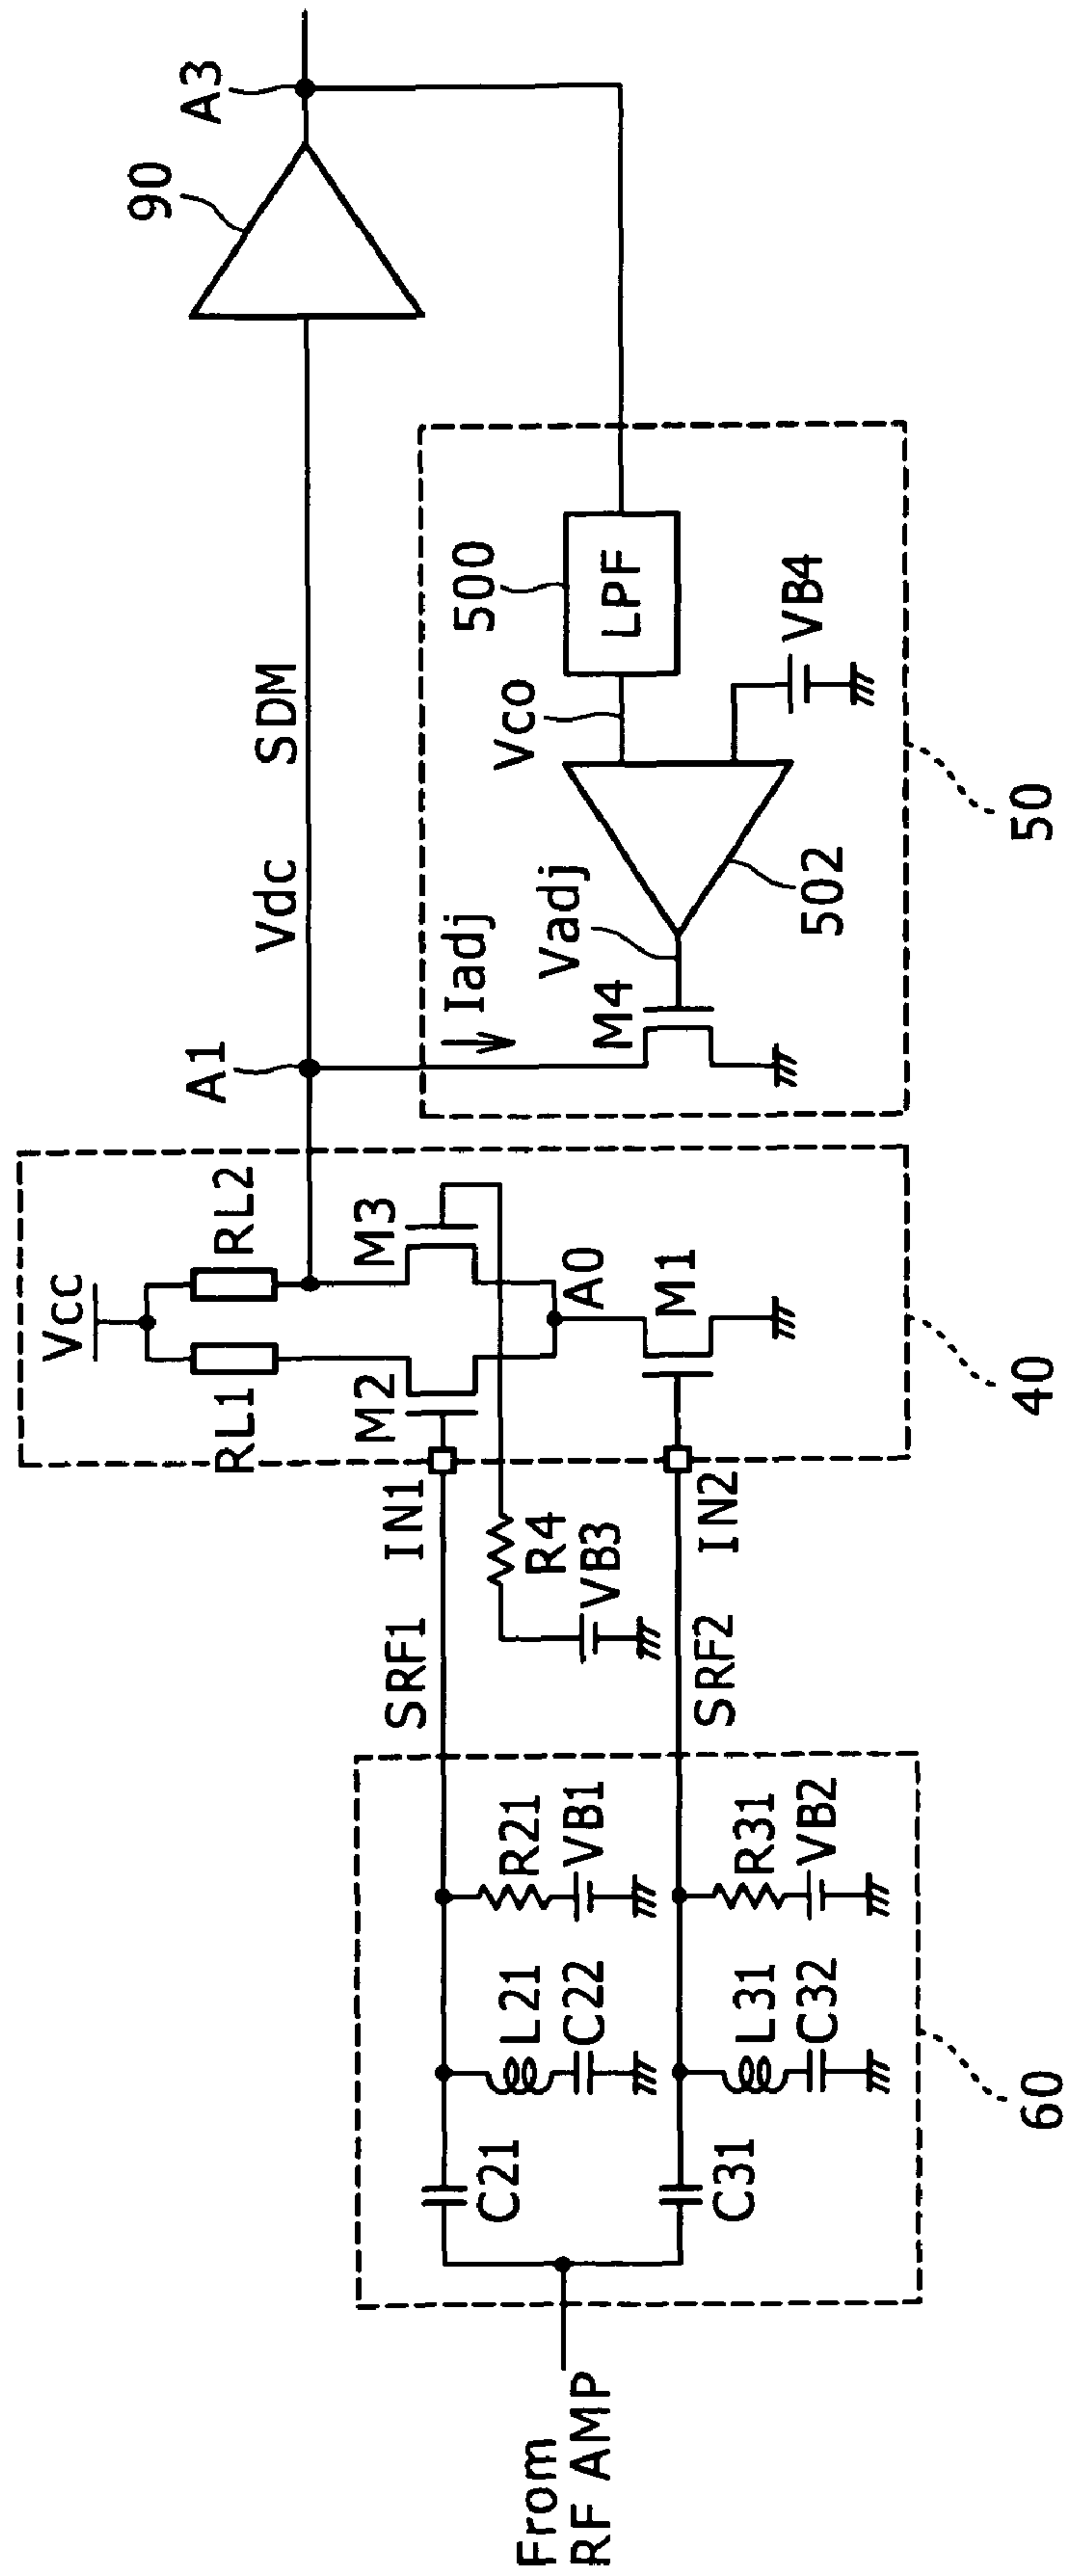 From
RF AMP
C21
C31
L21
C22
L31
C32
R21
VB1
R31
VB2
60
SRF1
SRF2
IN1
IN2
R4
VB3
Vcc
RL1
RL2
M2
M3
A0
M1
40
A1
Vdc
SDM
Iadj
M4
Vadj
502
Vco
500
LPF
VB4
50
90
A3